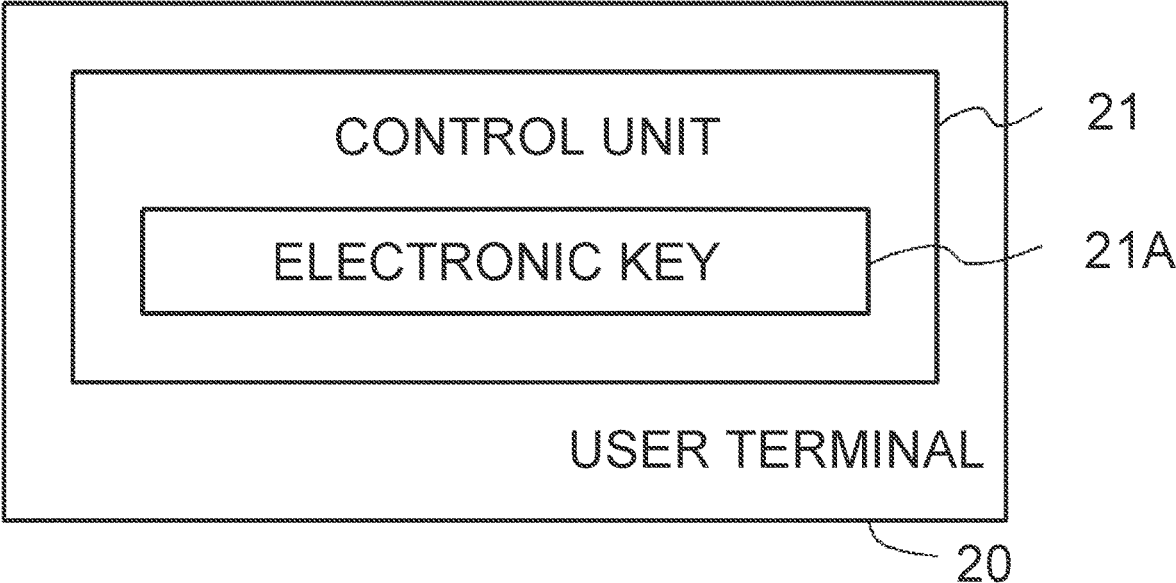 CONTROL UNIT
21
ELECTRONIC KEY
21A
USER TERMINAL
20